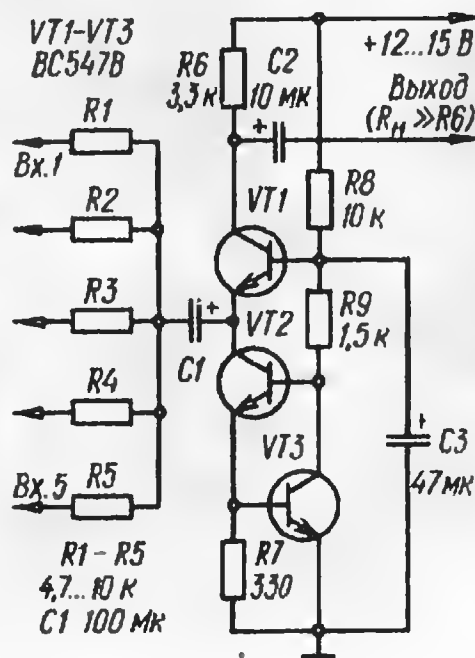 VT1-VT3
BC547B
R1
Вх.1
R2
R3
R4
Вх.5
R5
R1 – R5
4,7...10 к
C1 100 мк
R6
3,3 к
C2
10 мк
+12...15 В
Выход
(Rн ≫R6)
R8
10 к
VT1
VT2
R9
1,5 к
C1
VT3
C3
47 мк
R7
330